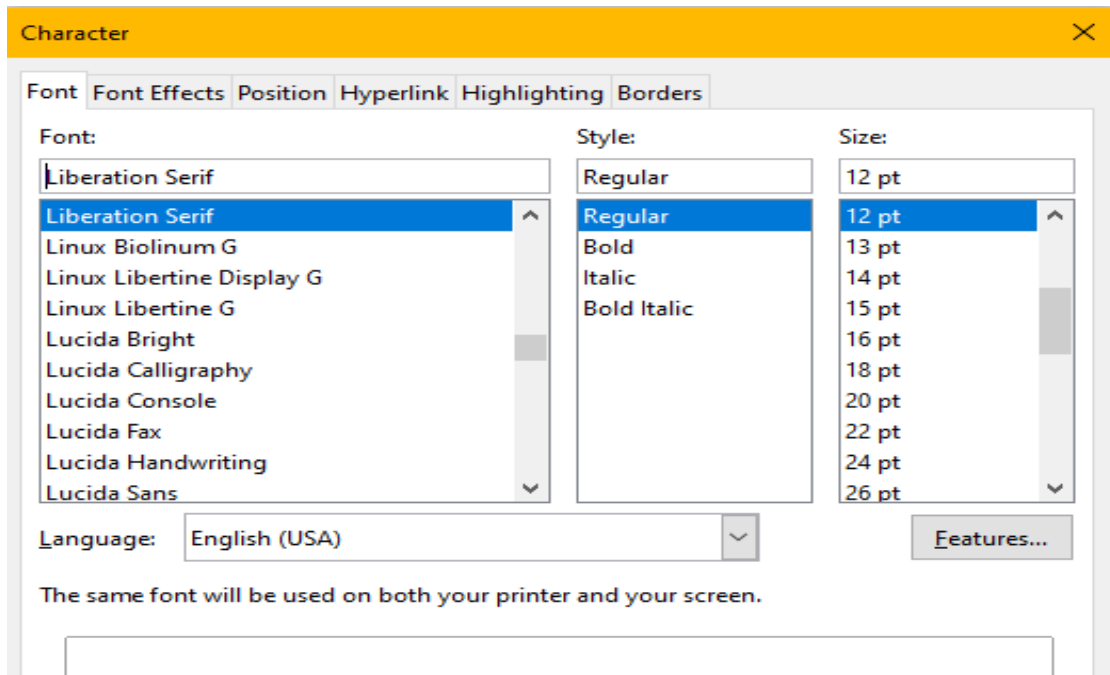 Character
Font Font Effects Position Hyperlink Highlighting Borders
Font: Style: Size:
Liberation Serif Regular 12 pt
Liberation Serif Regular 12 pt
Linux Biolinum G Bold 13 pt
Linux Libertine Display G Italic 14 pt
Linux Libertine G Bold Italic 15 pt
Lucida Bright 16 pt
Lucida Calligraphy 18 pt
Lucida Console 20 pt
Lucida Fax 22 pt
Lucida Handwriting 24 pt
Lucida Sans 26 pt
Language: English (USA) Features...
The same font will be used on both your printer and your screen.